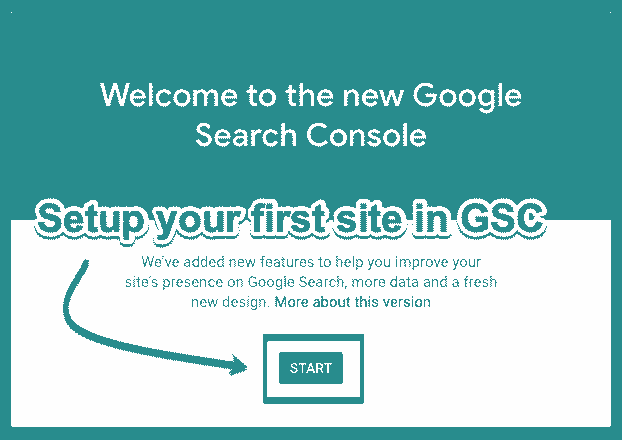 Welcome to the new Google
Search Console
Setup your first site in GSC
We've added new features to help you improve your
site's presence on Google Search, more data and a fresh
new design. More about this version
START